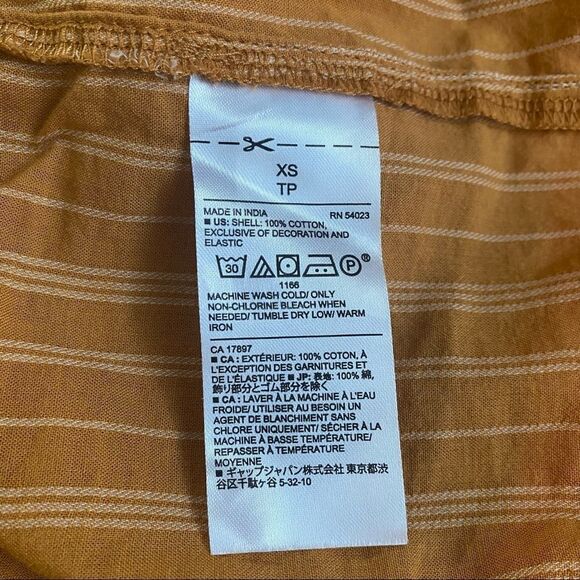 XS
TP
MADE IN INDIA RN 54023
■ US: SHELL: 100% COTTON,
EXCLUSIVE OF DECORATION AND
ELASTIC
30 P ®
1166
MACHINE WASH COLD/ ONLY
NON-CHLORINE BLEACH WHEN
NEEDED/ TUMBLE DRY LOW/ WARM
IRON
CA 17897
■ CA : EXTÉRIEUR: 100% COTON, À
L'EXCEPTION DES GARNITURES ET
DE L'ÉLASTIQUE ■ JP: 表地: 100% 綿,
飾り部分とゴム部分を除く
■ CA : LAVER À LA MACHINE À L'EAU
FROIDE/ UTILISER AU BESOIN UN
AGENT DE BLANCHIMENT SANS
CHLORE UNIQUEMENT/ SÉCHER À LA
MACHINE À BASSE TEMPÉRATURE/
REPASSER À TEMPÉRATURE
MOYENNE
■ ギャップジャパン株式会社 東京都渋
谷区千駄ヶ谷 5-32-10